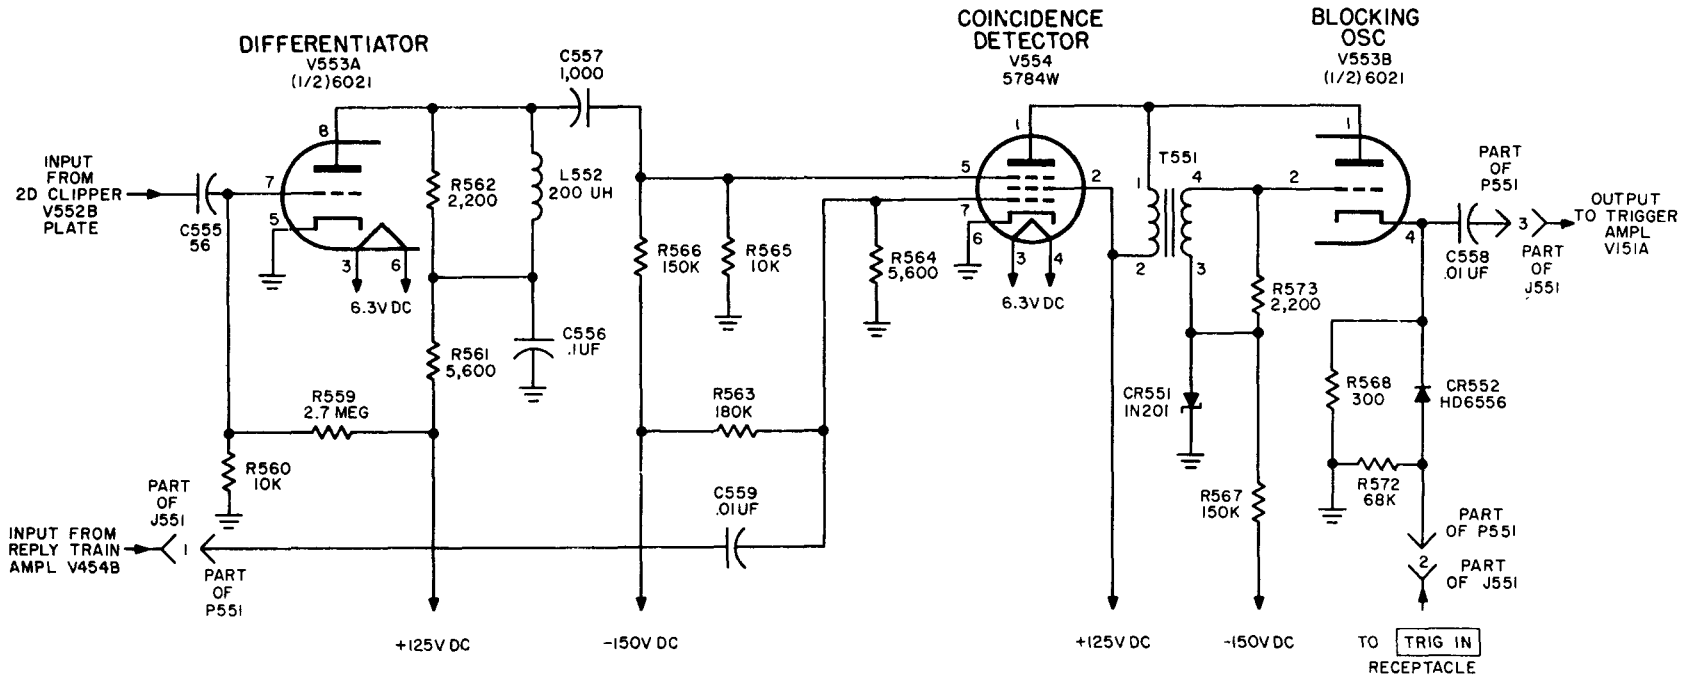 DIFFERENTIATOR
V553A
(1/2)6021
C557
1,000
COINCIDENCE
DETECTOR
V554
5784W
BLOCKING
OSC
V553B
(1/2)6021
INPUT
FROM
2D CLIPPER
V552B
PLATE
C555
56
8
7
5
3
6
6.3V DC
R562
2,200
L552
200 UH
R561
5,600
C556
.1UF
R559
2.7 MEG
R560
10K
R566
150K
R565
10K
R564
5,600
R563
180K
C559
.01UF
1
5
7
6
2
3
4
6.3V DC
T551
1
2
4
3
1
2
4
R573
2,200
CR551
1N201
R567
150K
PART
OF
P551
3
OUTPUT
TO TRIGGER
AMPL
V151A
C558
.01 UF
PART
OF
J551
R568
300
CR552
HD6556
R572
68K
PART
OF P551
2
PART
OF J551
PART
OF
J551
INPUT FROM
REPLY TRAIN
AMPL V454B
1
PART
OF
P551
+125V DC
-150V DC
+125V DC
-150V DC
TO TRIG IN
RECEPTACLE